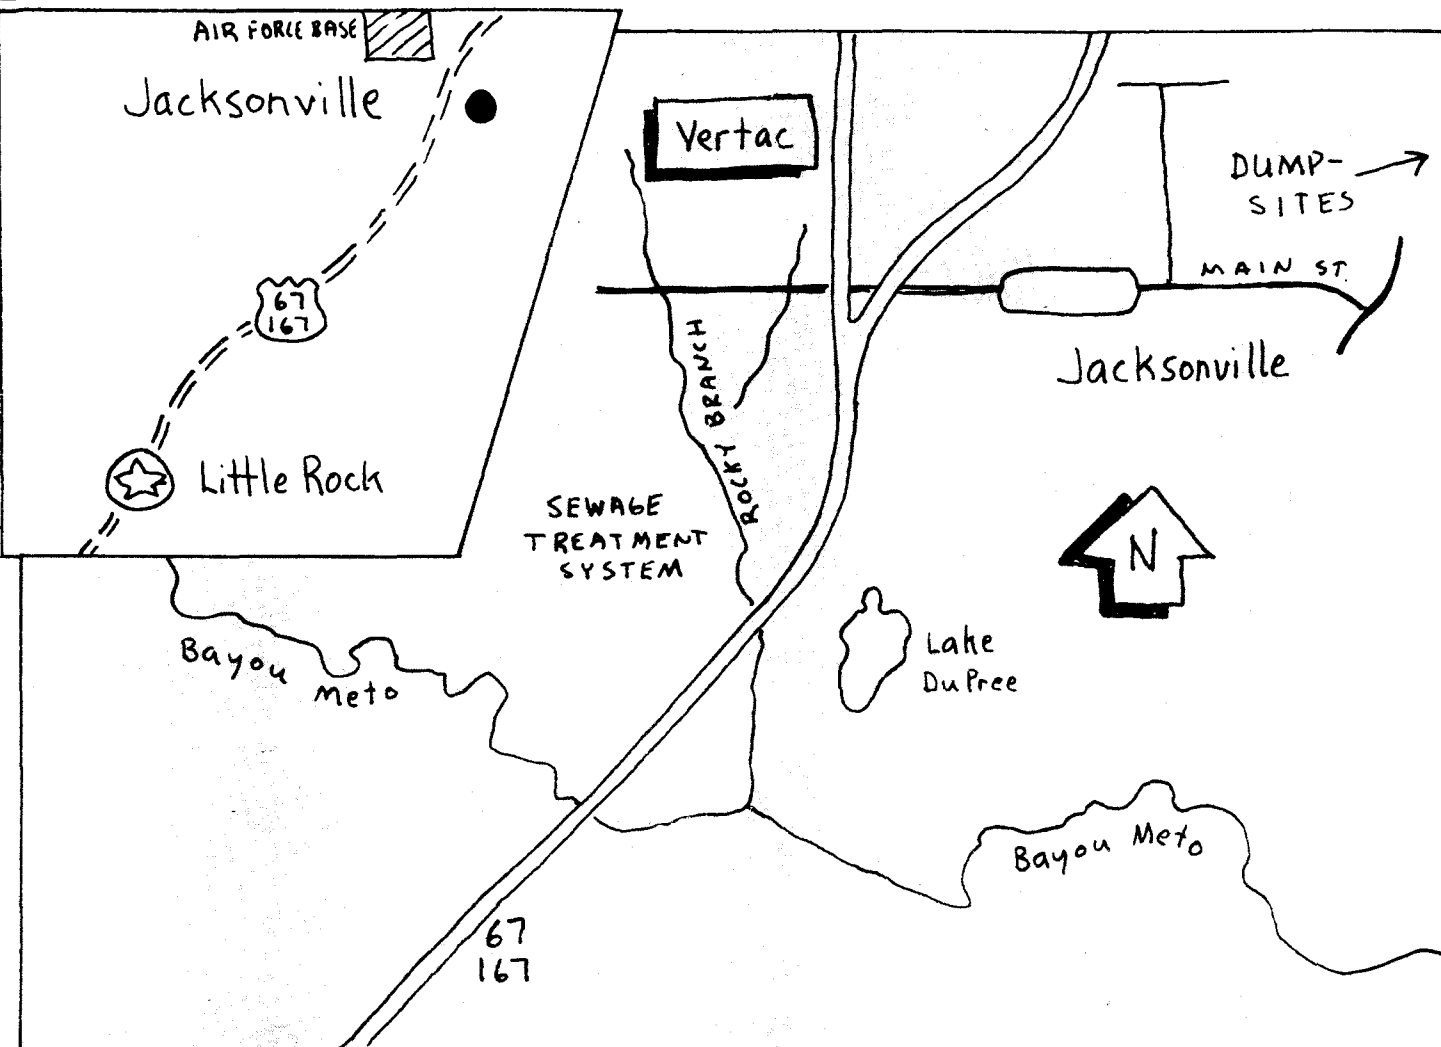 AIR FORCE BASE
Jacksonville
67
167
Little Rock
Vertac
DUMP-
SITES
MAIN ST.
Jacksonville
ROCKY BRANCH
SEWAGE
TREATMENT
SYSTEM
N
Lake
DuPree
Bayou
Meto
Bayou Meto
67
167